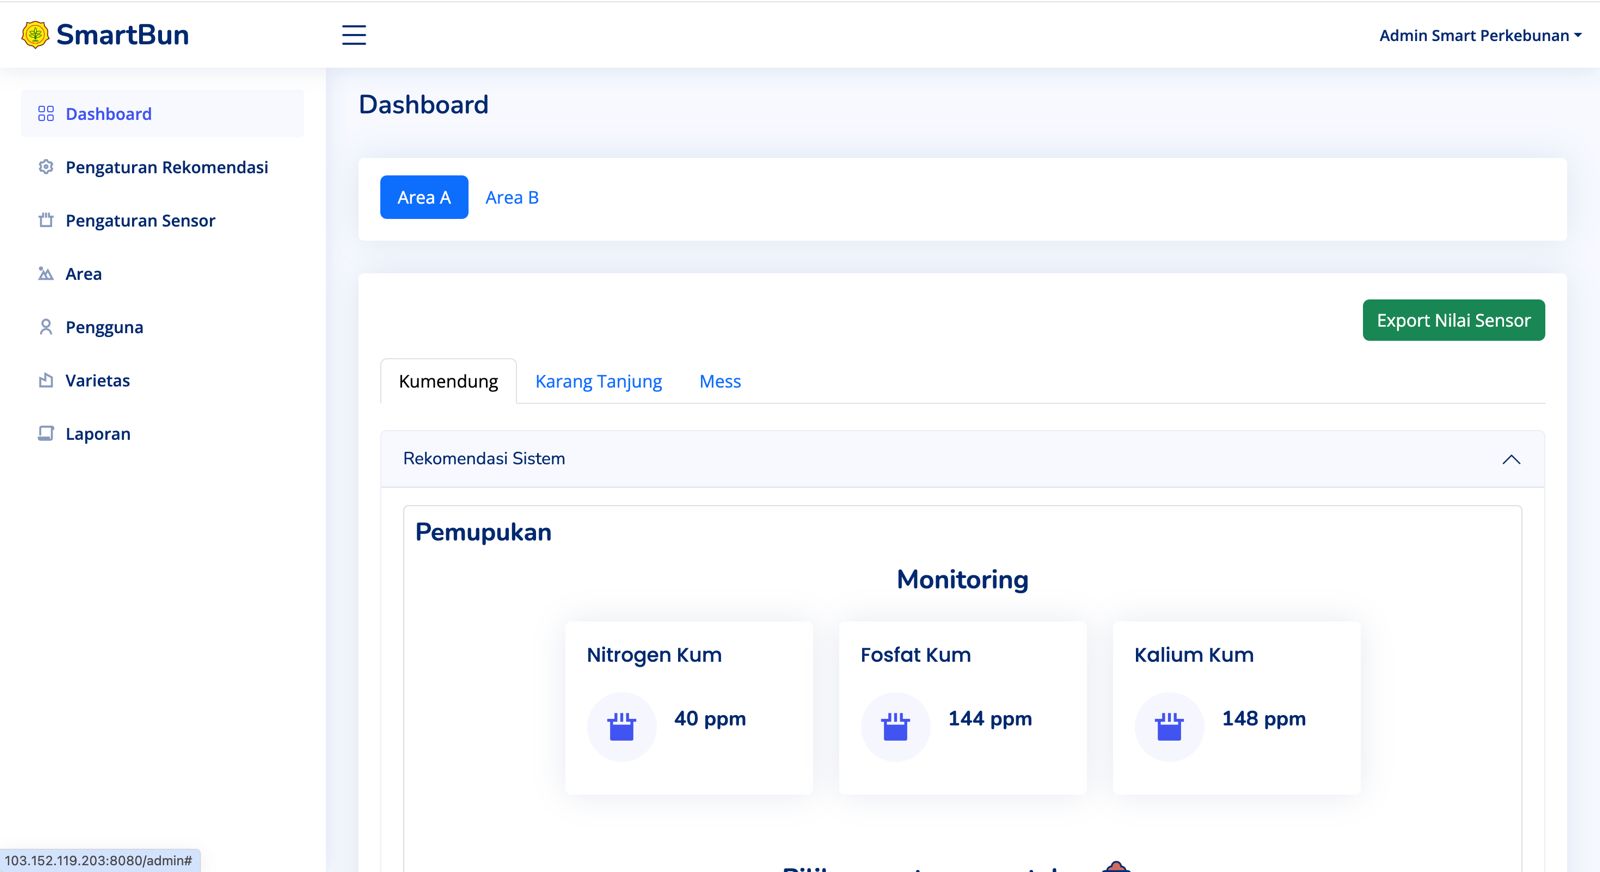 SmartBun
Admin Smart Perkebunan
Dashboard
Pengaturan Rekomendasi
Pengaturan Sensor
Area
Pengguna
Varietas
Laporan
Dashboard
Area A Area B
Export Nilai Sensor
Kumendung Karang Tanjung Mess
Rekomendasi Sistem
Pemupukan
Monitoring
Nitrogen Kum
40 ppm
Fosfat Kum
144 ppm
Kalium Kum
148 ppm
103.152.119.203:8080/admin#